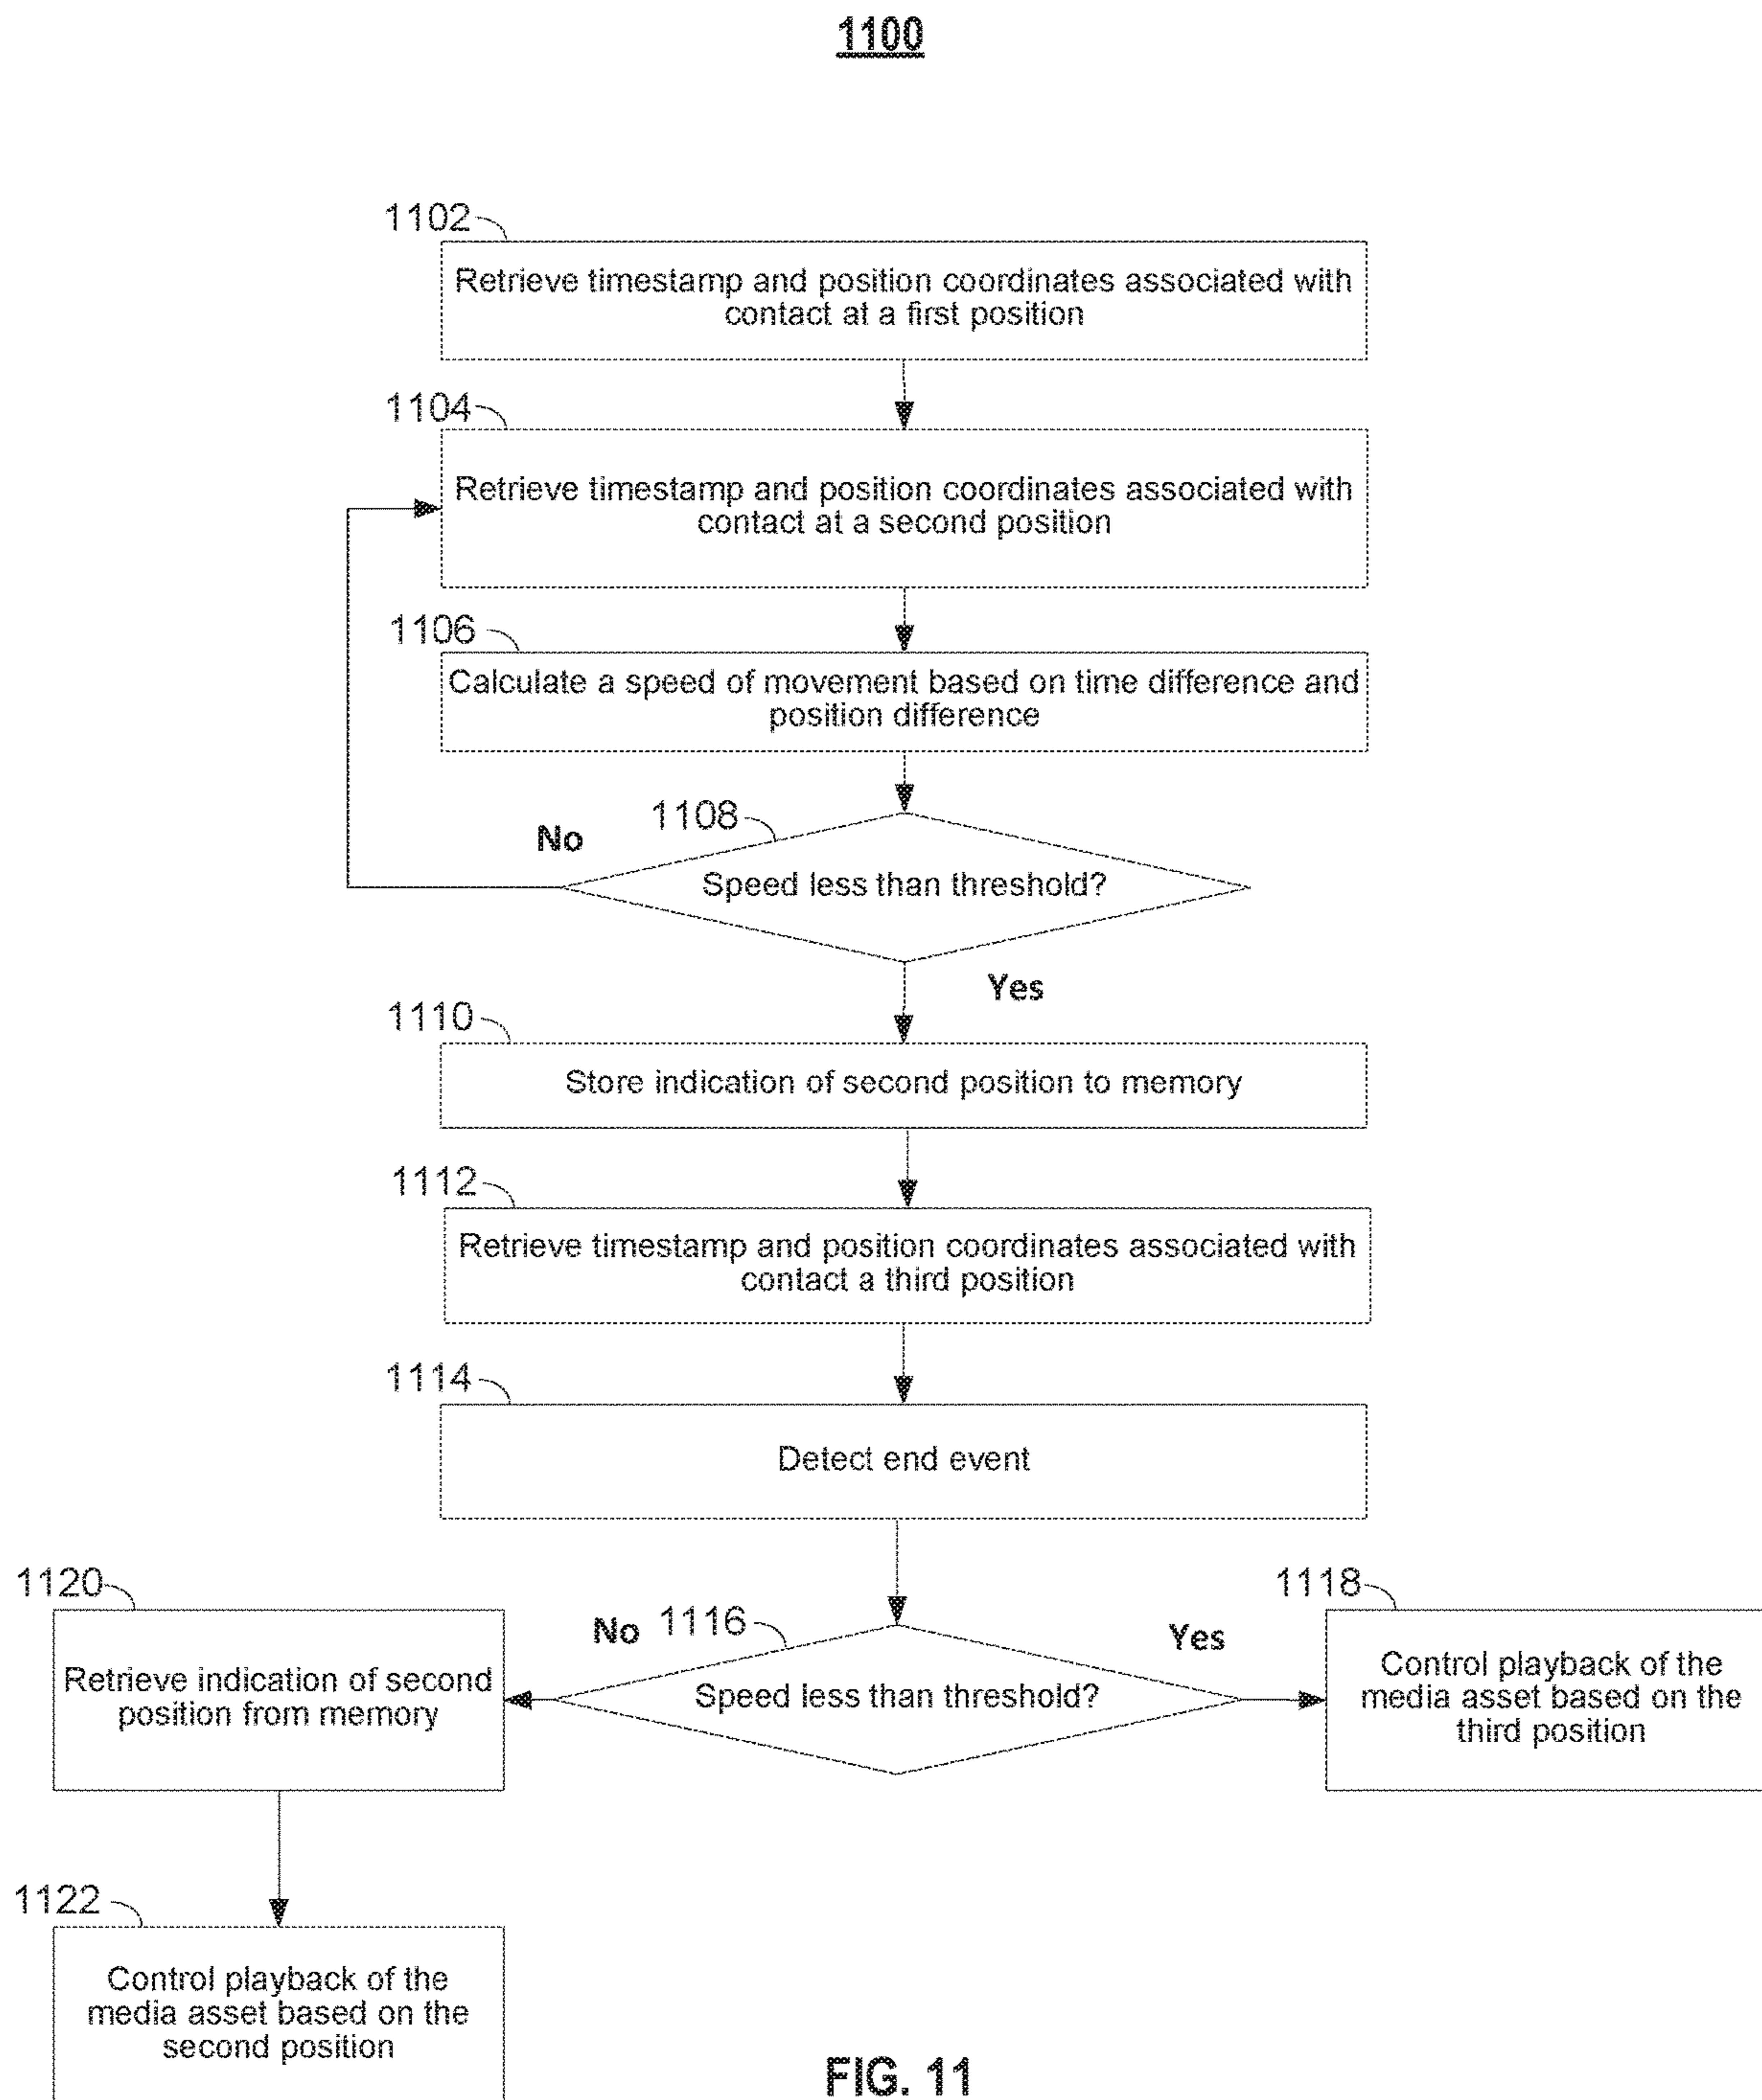 1100
1102
Retrieve timestamp and position coordinates associated with
contact at a first position
1104
Retrieve timestamp and position coordinates associated with
contact at a second position
1106
Calculate a speed of movement based on time difference and
position difference
1108
No
Speed less than threshold?
Yes
1110
Store indication of second position to memory
1112
Retrieve timestamp and position coordinates associated with
contact a third position
1114
Detect end event
1116
No
Yes
Speed less than threshold?
1118
Control playback of the
media asset based on the
third position
1120
Retrieve indication of second
position from memory
1122
Control playback of the
media asset based on the
second position
FIG. 11